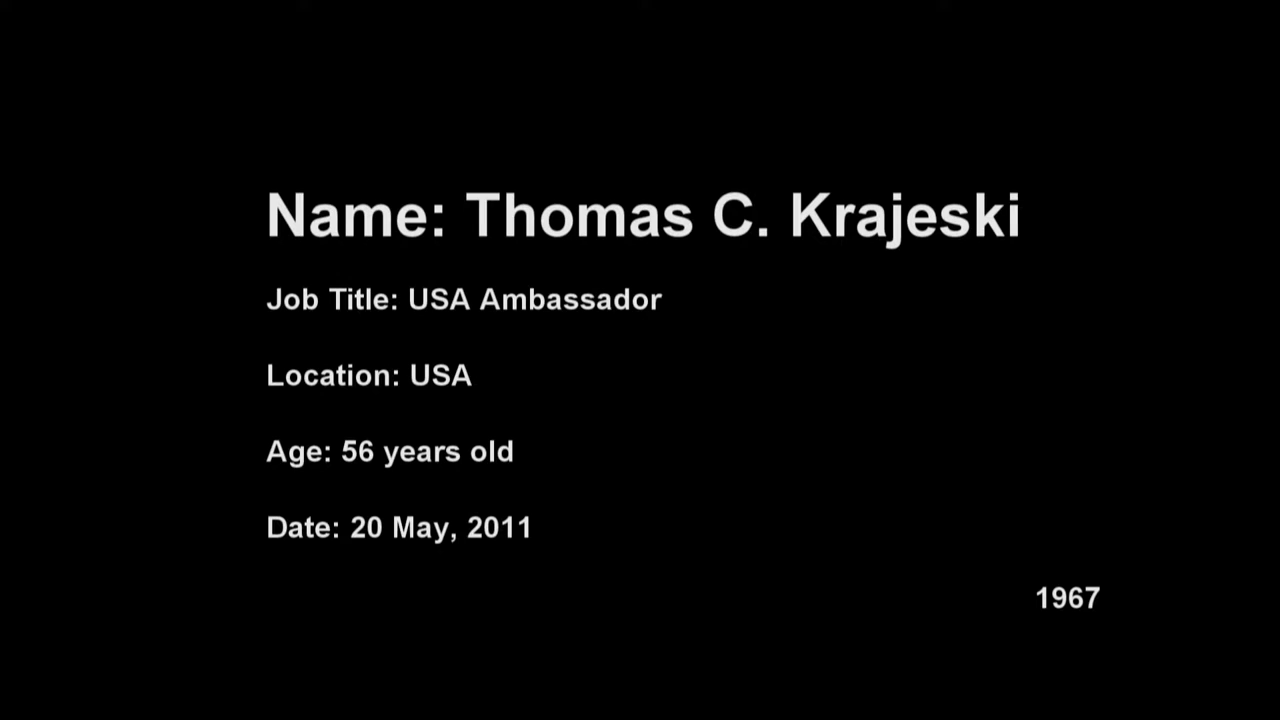 Name: Thomas C. Krajeski
Job Title: USA Ambassador
Location: USA
Age: 56 years old
Date: 20 May, 2011
1967